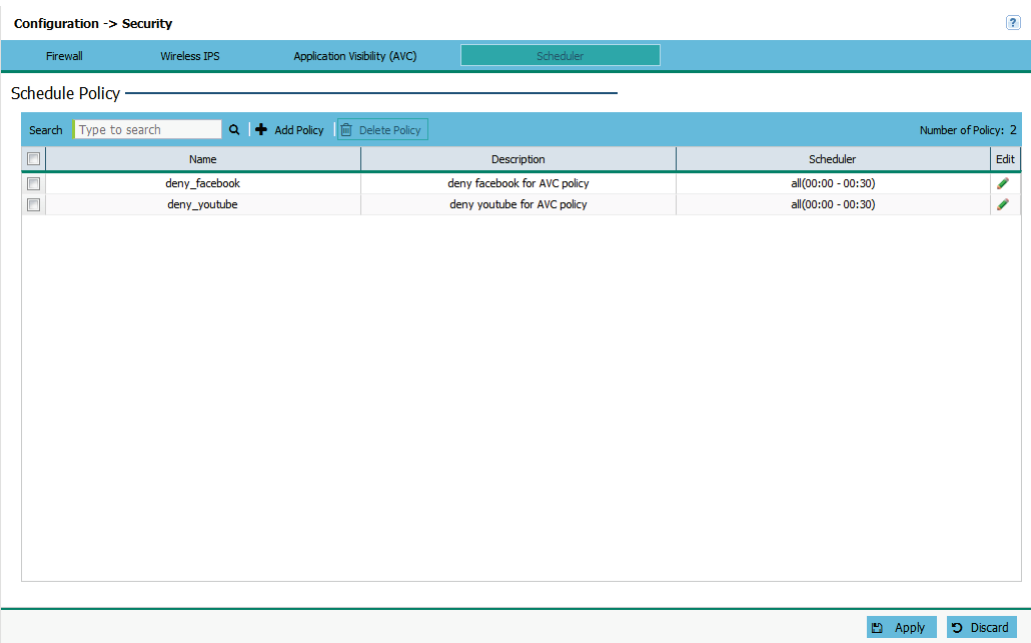 Configuration -> Security ?
Firewall Wireless IPS Application Visibility (AVC) Scheduler
Schedule Policy
Search Type to search Add Policy Delete Policy Number of Policy: 2
Name Description Scheduler Edit
deny_facebook deny facebook for AVC policy all(00:00 - 00:30)
deny_youtube deny youtube for AVC policy all(00:00 - 00:30)
Apply Discard